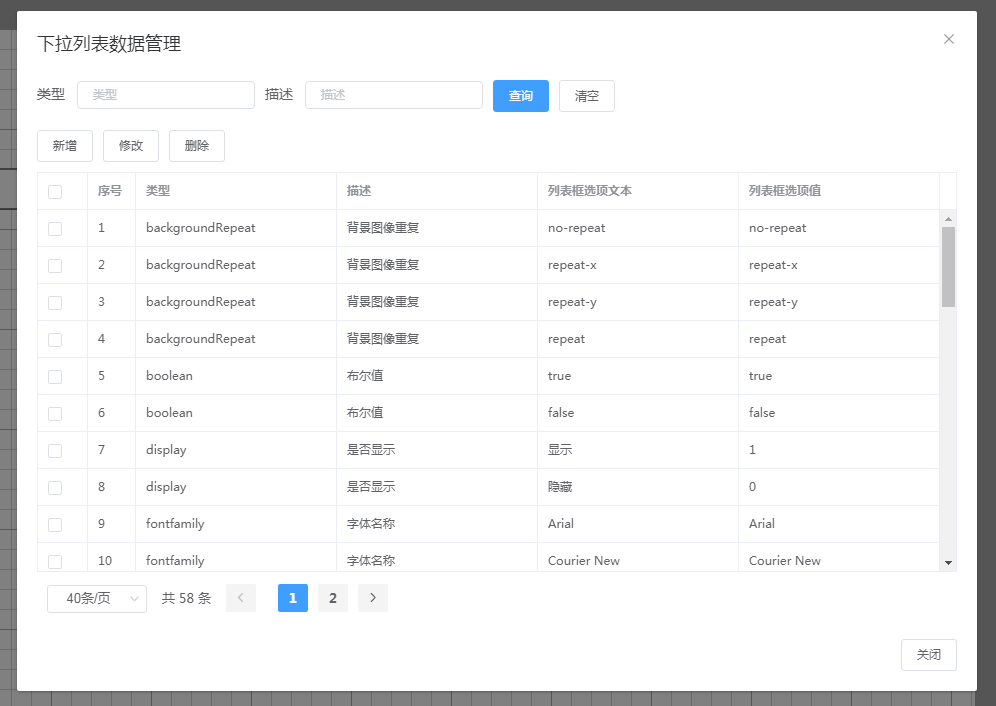 下拉列表数据管理
类型 类型 描述 描述 查询 清空
新增 修改 删除
序号 类型 描述 列表框选项文本 列表框选项值
1 backgroundRepeat 背景图像重复 no-repeat no-repeat
2 backgroundRepeat 背景图像重复 repeat-x repeat-x
3 backgroundRepeat 背景图像重复 repeat-y repeat-y
4 backgroundRepeat 背景图像重复 repeat repeat
5 boolean 布尔值 true true
6 boolean 布尔值 false false
7 display 是否显示 显示 1
8 display 是否显示 隐藏 0
9 fontfamily 字体名称 Arial Arial
10 fontfamily 字体名称 Courier New Courier New
40条/页 共 58 条 1 2
关闭